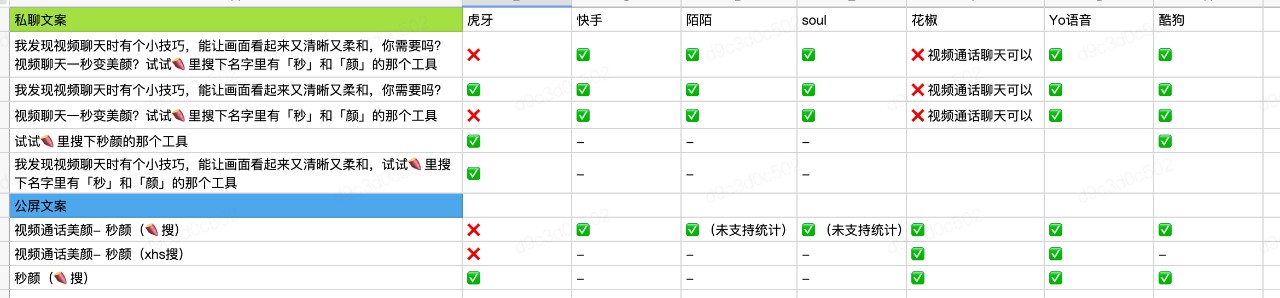 私聊文案 虎牙 快手 陌陌 soul 花椒 Yo语音 酷狗
我发现视频聊天时有个小技巧，能让画面看起来又清晰又柔和，你需要吗？
视频聊天一秒变美颜？试试🍠里搜下名字里有「秒」和「颜」的那个工具 ❌ ✅ ✅ ✅ ❌ 视频通话聊天可以 ✅ ✅
我发现视频聊天时有个小技巧，能让画面看起来又清晰又柔和，你需要吗？ ✅ ✅ ✅ ✅ ❌ 视频通话聊天可以 ✅ ✅
视频聊天一秒变美颜？试试🍠里搜下名字里有「秒」和「颜」的那个工具 ❌ ✅ ✅ ✅ ❌ 视频通话聊天可以 ✅ ✅
试试🍠里搜下秒颜的那个工具 ✅ – – – ✅
我发现视频聊天时有个小技巧，能让画面看起来又清晰又柔和，试试🍠里搜
下名字里有「秒」和「颜」的那个工具 ✅ – – –
公屏文案
视频通话美颜– 秒颜（🍠搜） ❌ ✅ ✅（未支持统计） ✅（未支持统计） ✅ ✅ ✅
视频通话美颜– 秒颜（xhs搜） ❌ – – – ✅ ✅ –
秒颜（🍠搜） ✅ – – – ✅ ✅ ✅